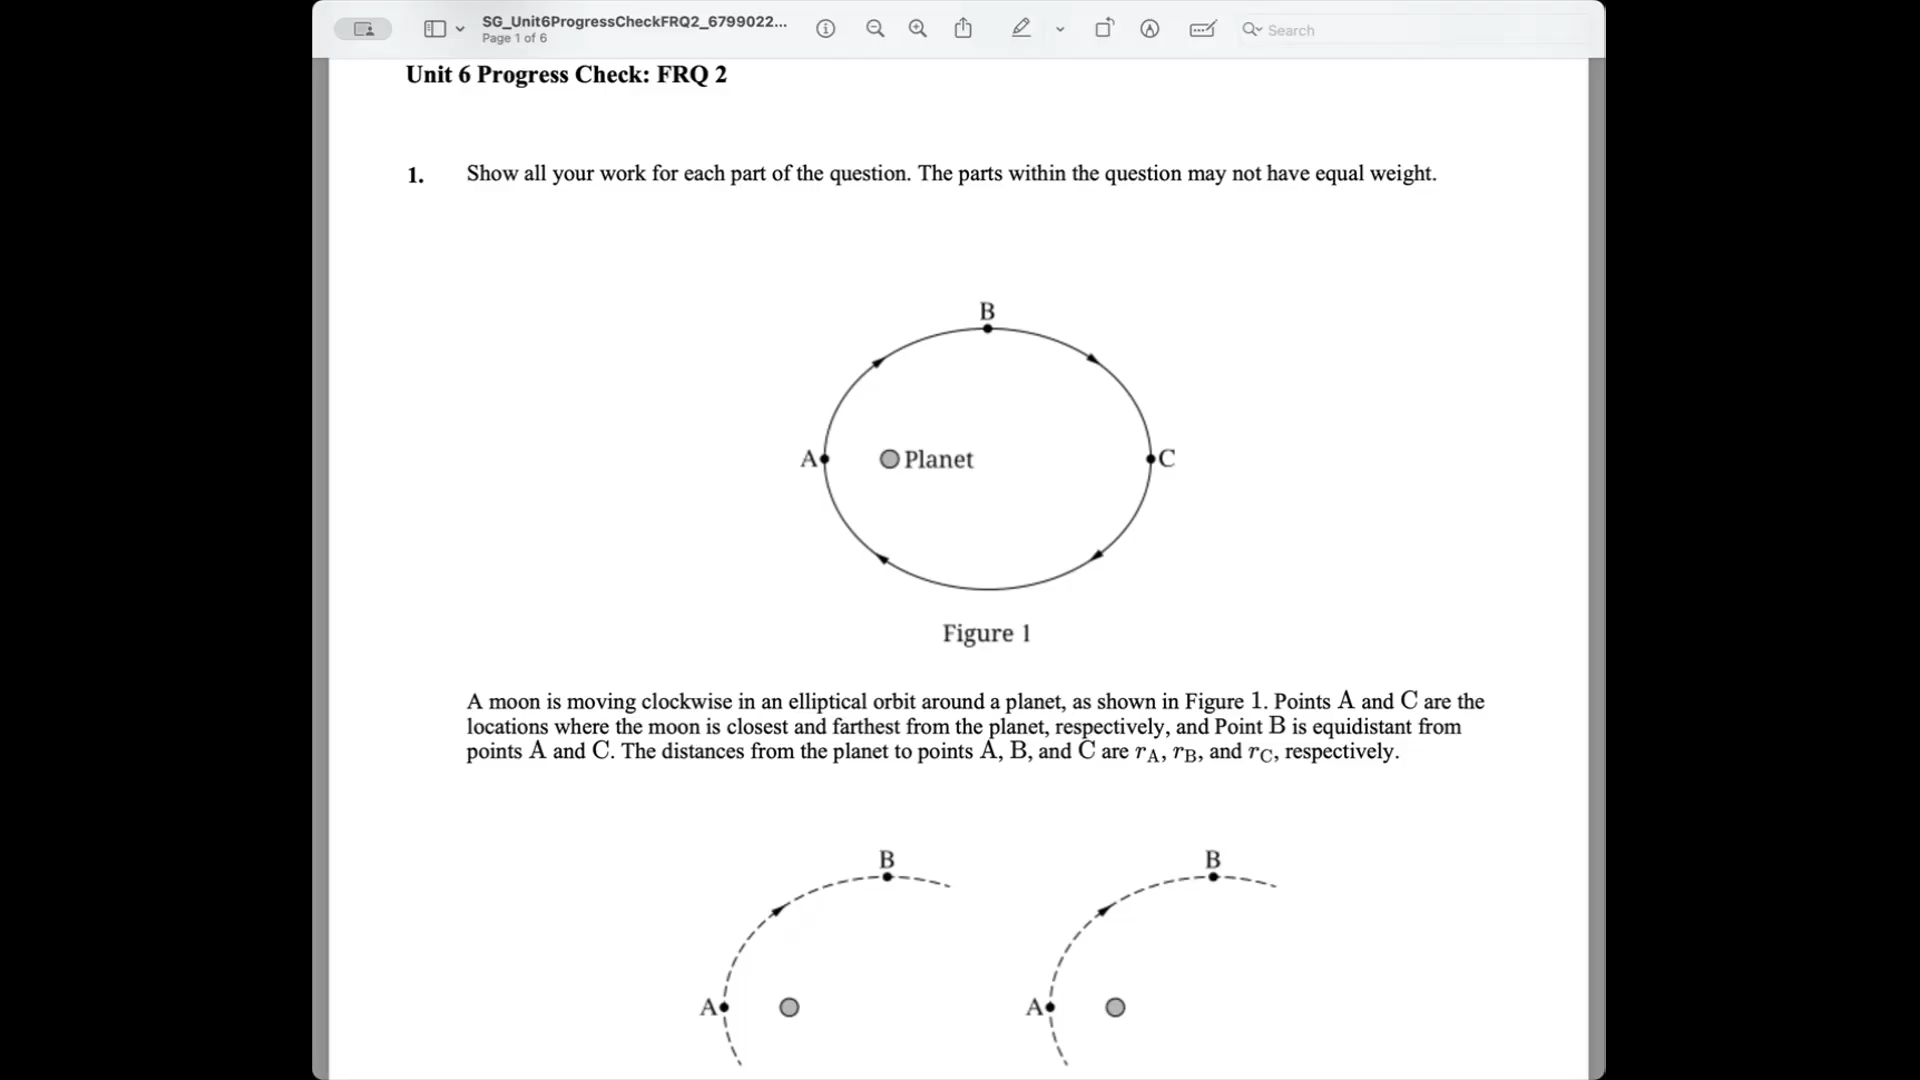 SG_Unit6ProgressCheckFRQ2_6799022...
Page 1 of 6
Search
Unit 6 Progress Check: FRQ 2
1. Show all your work for each part of the question. The parts within the question may not have equal weight.
B
A
Planet
C
Figure 1
A moon is moving clockwise in an elliptical orbit around a planet, as shown in Figure 1. Points A and C are the
locations where the moon is closest and farthest from the planet, respectively, and Point B is equidistant from
points A and C. The distances from the planet to points A, B, and C are rA, rB, and rC, respectively.
B B
A A